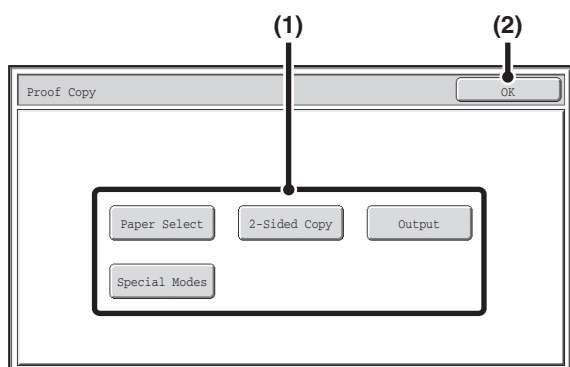 (1) (2)
Proof Copy OK
Paper Select 2-Sided Copy Output
Special Modes